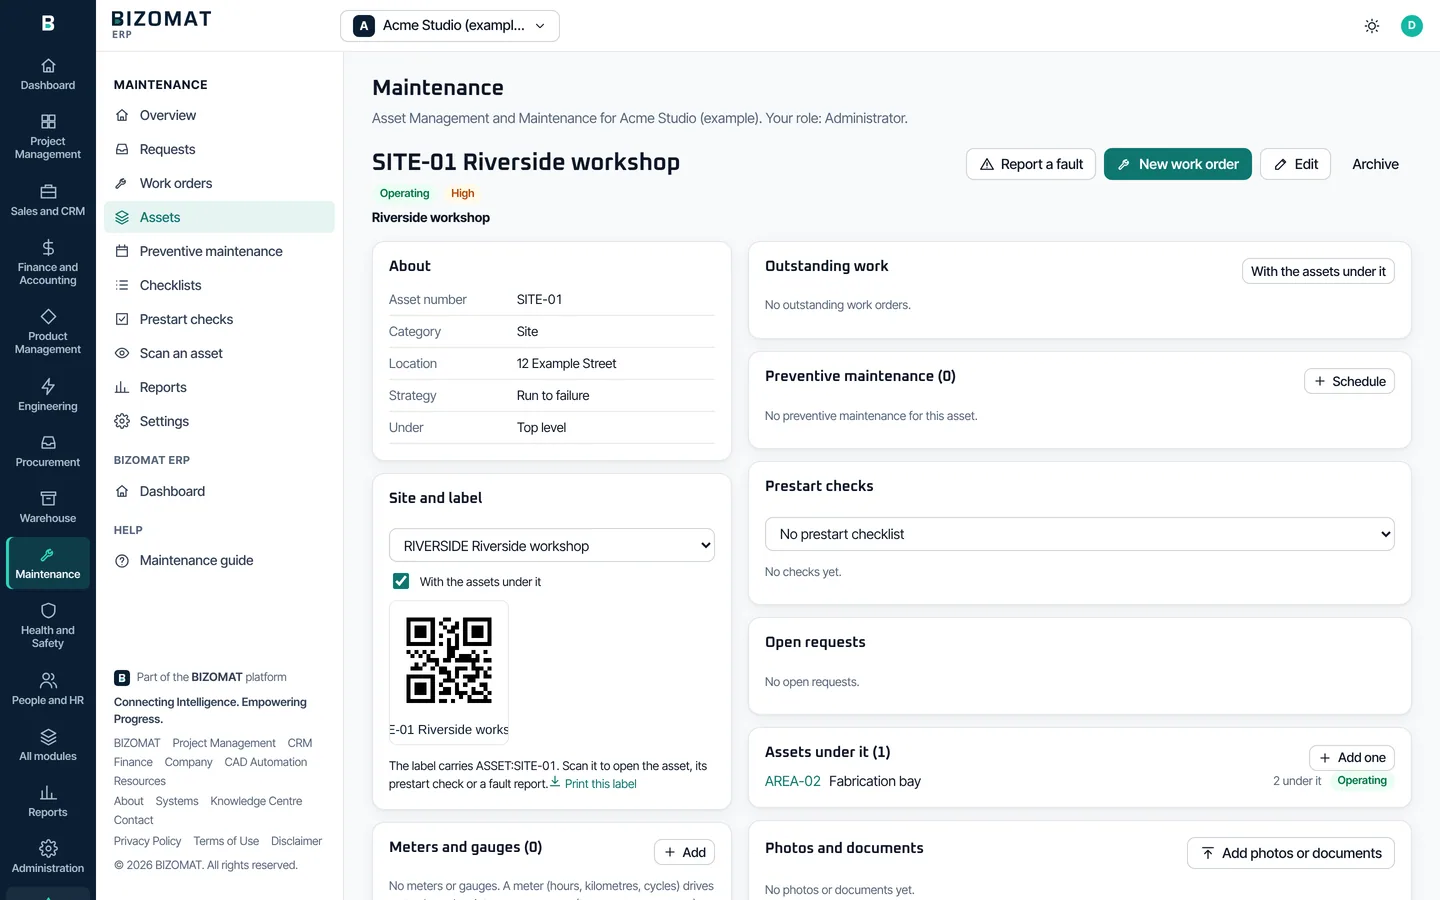 B
Dashboard
Project
Management
Sales and CRM
Finance and
Accounting
Product
Management
Engineering
Procurement
Warehouse
Maintenance
Health and
Safety
People and HR
All modules
Reports
Administration
BIZOMAT
ERP
A Acme Studio (exampl...
D
MAINTENANCE
Overview
Requests
Work orders
Assets
Preventive maintenance
Checklists
Prestart checks
Scan an asset
Reports
Settings
BIZOMAT ERP
Dashboard
HELP
Maintenance guide
B Part of the BIZOMAT platform
Connecting Intelligence. Empowering
Progress.
BIZOMAT Project Management CRM
Finance Company CAD Automation
Resources
About Systems Knowledge Centre
Contact
Privacy Policy Terms of Use Disclaimer
© 2026 BIZOMAT. All rights reserved.
Maintenance
Asset Management and Maintenance for Acme Studio (example). Your role: Administrator.
SITE-01 Riverside workshop
Report a fault New work order Edit Archive
Operating High
Riverside workshop
About
Asset number SITE-01
Category Site
Location 12 Example Street
Strategy Run to failure
Under Top level
Site and label
RIVERSIDE Riverside workshop
With the assets under it
E-01 Riverside works
The label carries ASSET:SITE-01. Scan it to open the asset, its
prestart check or a fault report. Print this label
Meters and gauges (0)
Add
No meters or gauges. A meter (hours, kilometres, cycles) drives
Outstanding work
With the assets under it
No outstanding work orders.
Preventive maintenance (0)
Schedule
No preventive maintenance for this asset.
Prestart checks
No prestart checklist
No checks yet.
Open requests
No open requests.
Assets under it (1)
Add one
AREA-02 Fabrication bay 2 under it Operating
Photos and documents
Add photos or documents
No photos or documents yet.